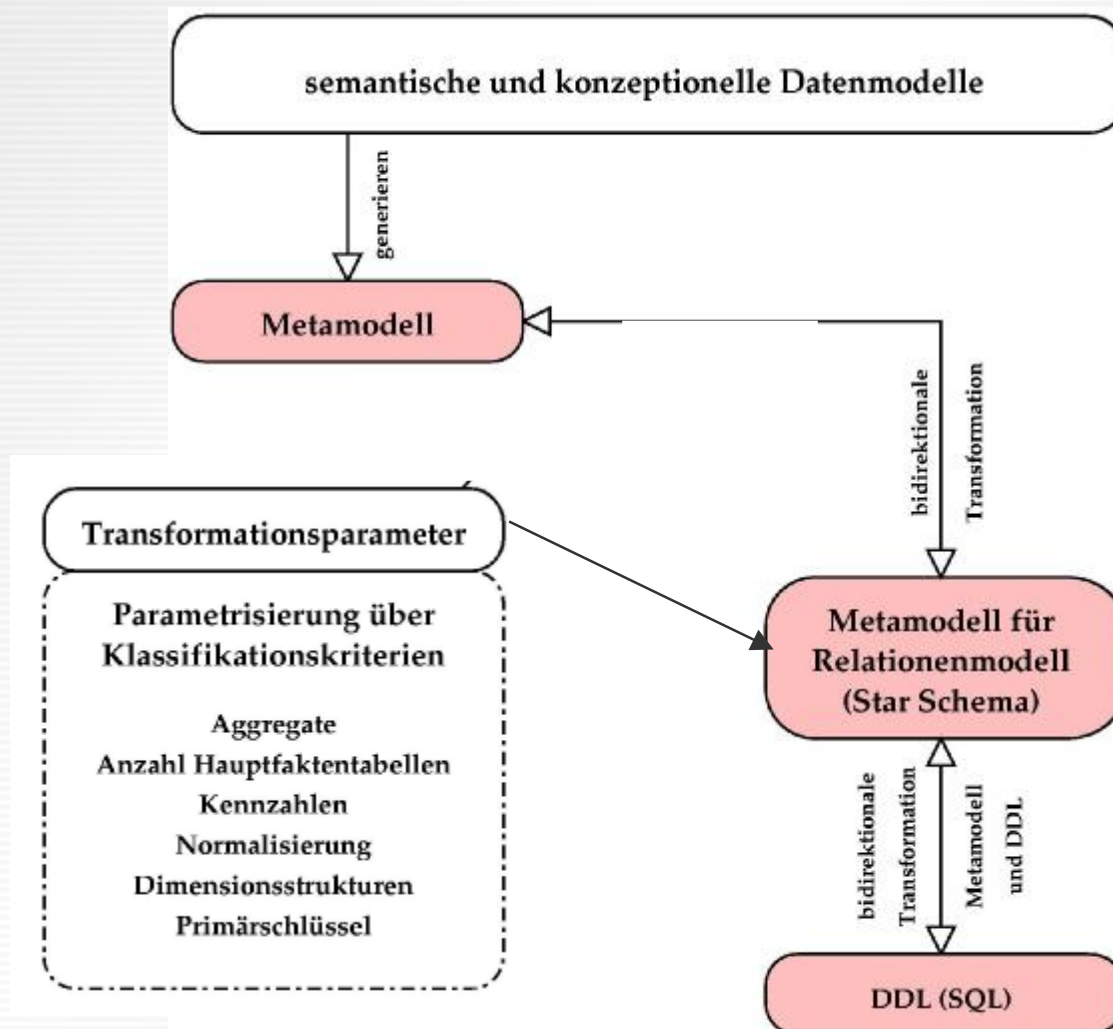 semantische und konzeptionelle Datenmodelle
generieren
Metamodell
bidirektionale
Transformation
Transformationsparameter
Parametrisierung über
Klassifikationskriterien
Aggregate
Anzahl Hauptfaktentabellen
Kennzahlen
Normalisierung
Dimensionsstrukturen
Primärschlüssel
Metamodell für
Relationenmodell
(Star Schema)
bidirektionale
Transformation
Metamodell
und DDL
DDL (SQL)